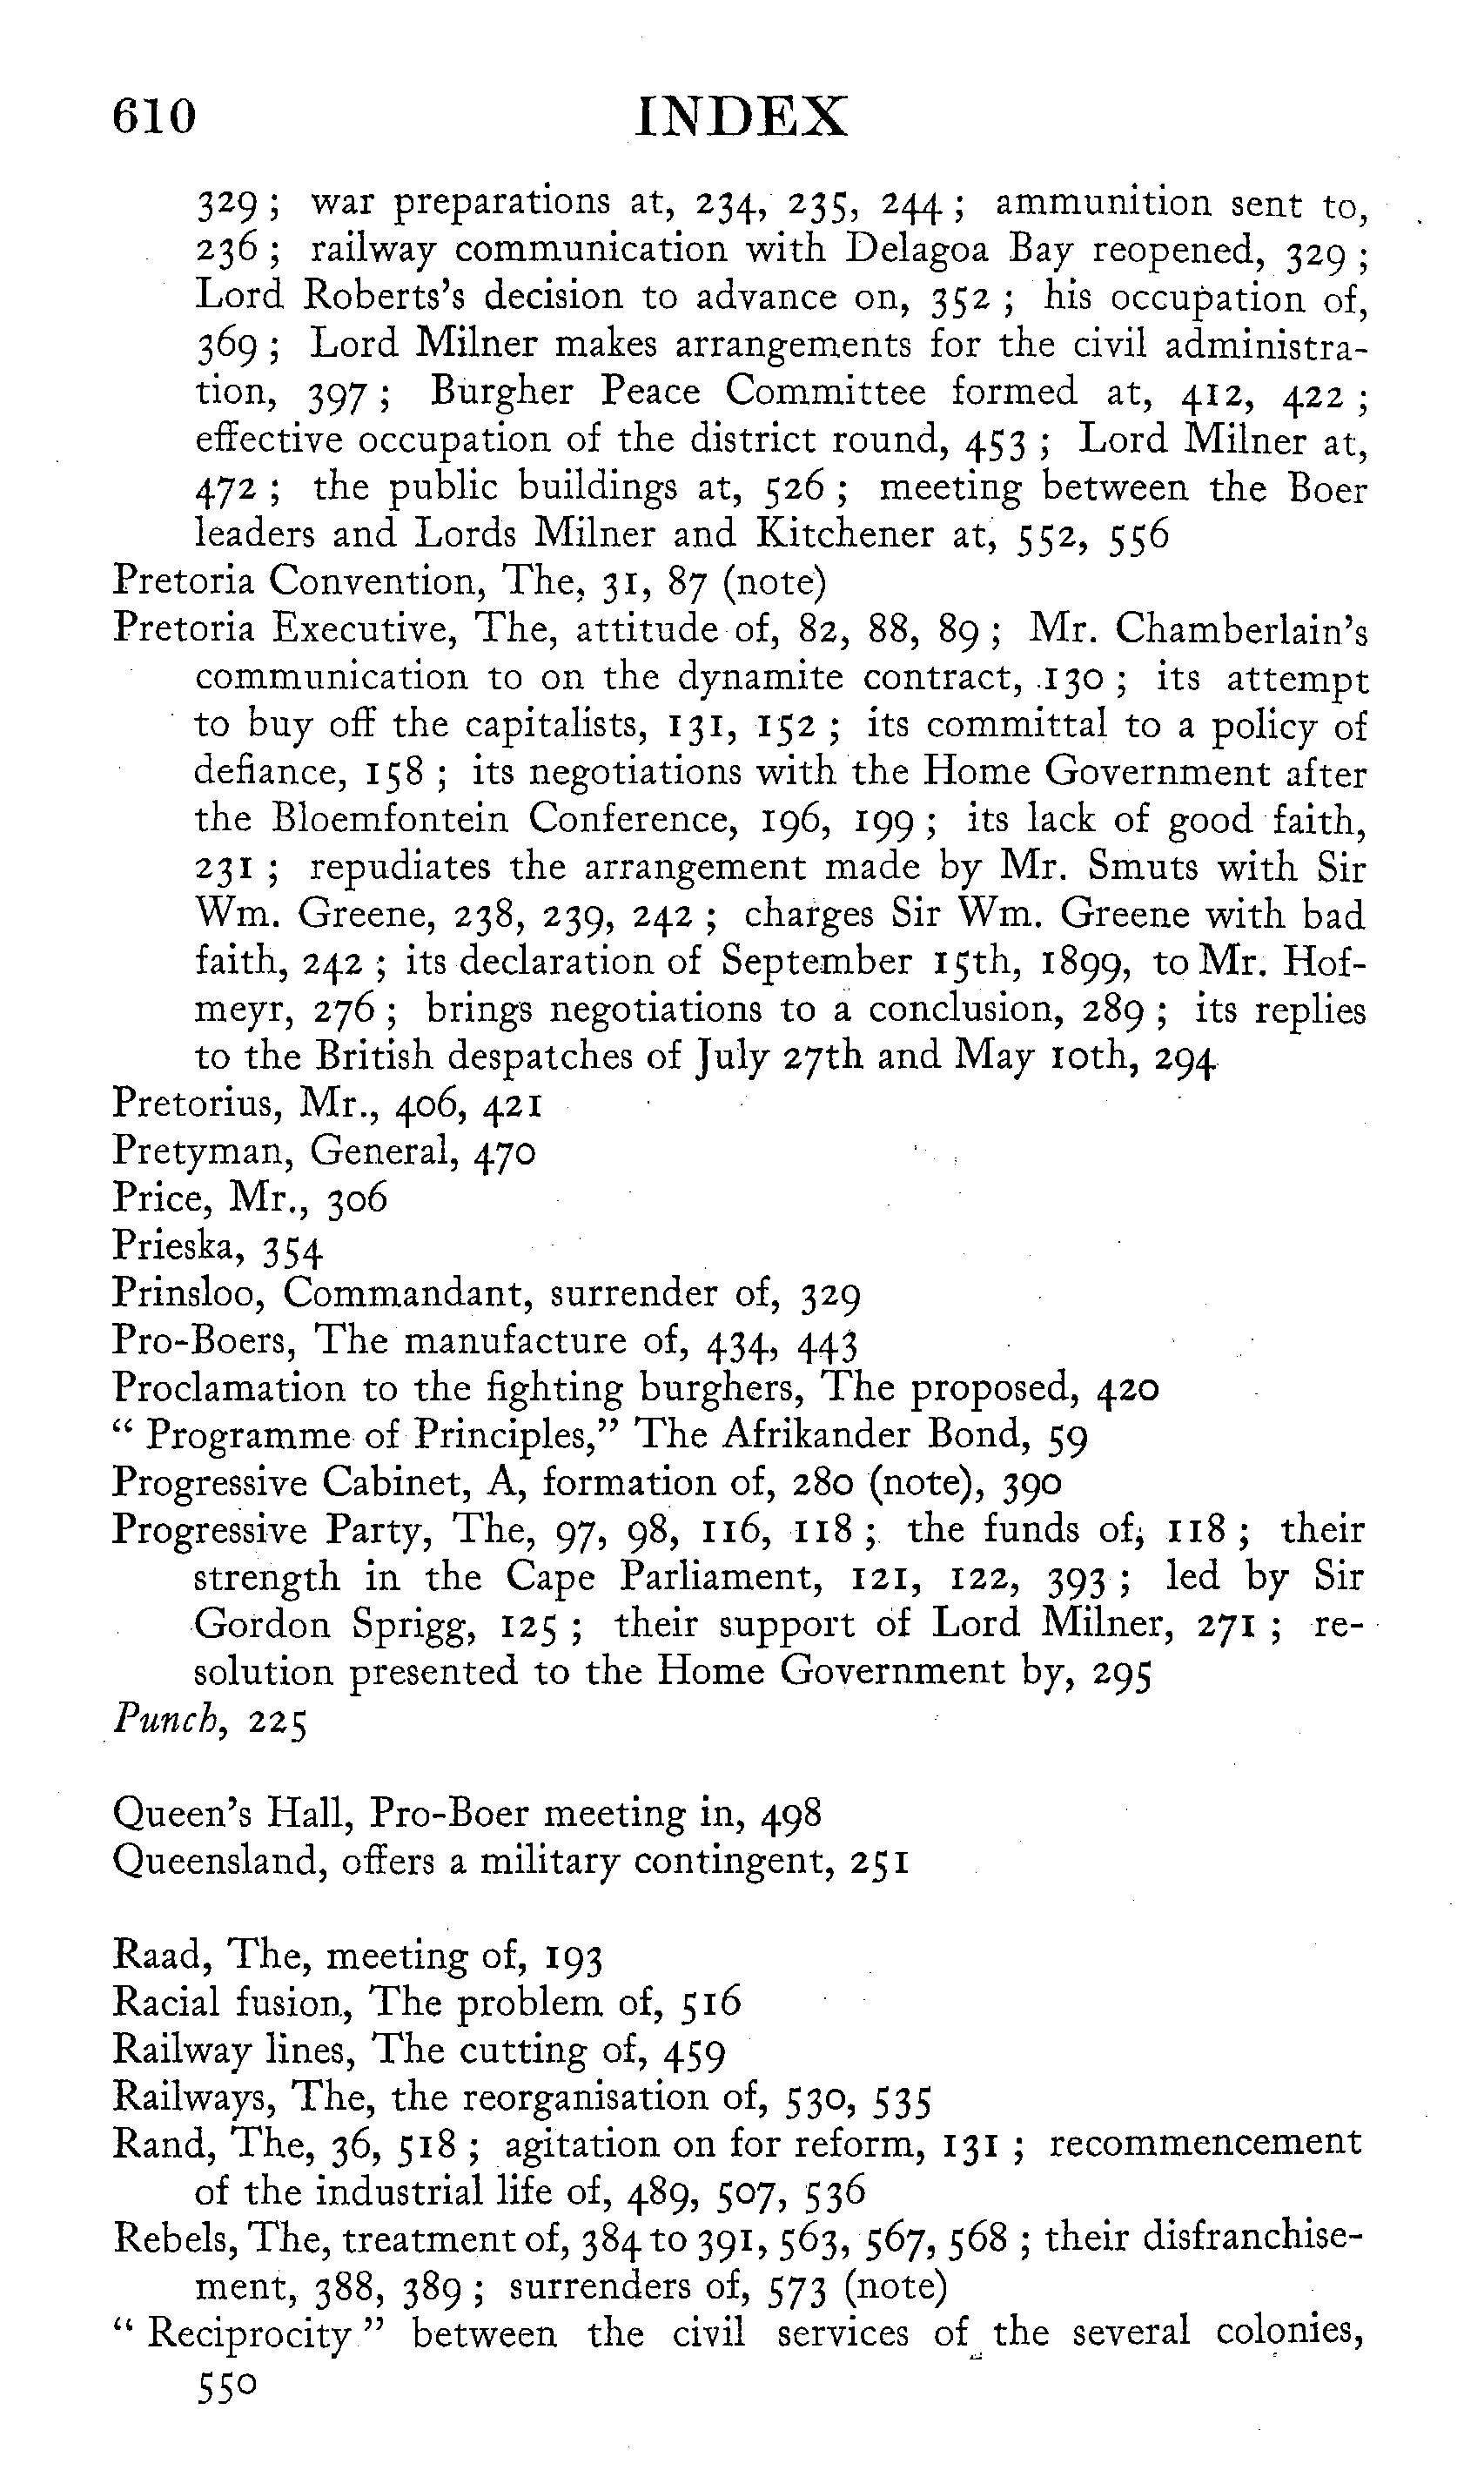 610 INDEX
329 ; war preparations at, 234, 235, 244 ; ammunition sent to,
236 ; railway communication with Delagoa Bay reopened, 329 ;
Lord Roberts's decision to advance on, 352 ; his occupation of,
369 ; Lord Milner makes arrangements for the civil administra-
tion, 397 ; Burgher Peace Committee formed at, 412, 422 ;
effective occupation of the district round, 453 ; Lord Milner at,
472 ; the public buildings at, 526 ; meeting between the Boer
leaders and Lords Milner and Kitchener at, 552, 556
Pretoria Convention, The, 31, 87 (note)
Pretoria Executive, The, attitude of, 82, 88, 89 ; Mr. Chamberlain's
communication to on the dynamite contract, 130 ; its attempt
to buy off the capitalists, 131, 152 ; its committal to a policy of
defiance, 158 ; its negotiations with the Home Government after
the Bloemfontein Conference, 196, 199 ; its lack of good faith,
231 ; repudiates the arrangement made by Mr. Smuts with Sir
Wm. Greene, 238, 239, 242 ; charges Sir Wm. Greene with bad
faith, 242 ; its declaration of September 15th, 1899, to Mr. Hof-
meyr, 276 ; brings negotiations to a conclusion, 289 ; its replies
to the British despatches of July 27th and May 10th, 294
Pretorius, Mr., 406, 421
Pretyman, General, 470
Price, Mr., 306
Prieska, 354
Prinsloo, Commandant, surrender of, 329
Pro-Boers, The manufacture of, 434, 443
Proclamation to the fighting burghers, The proposed, 420
" Programme of Principles," The Afrikander Bond, 59
Progressive Cabinet, A, formation of, 280 (note), 390
Progressive Party, The, 97, 98, 116, 118 ; the funds of, 118 ; their
strength in the Cape Parliament, 121, 122, 393 ; led by Sir
Gordon Sprigg, 125 ; their support of Lord Milner, 271 ; re-
solution presented to the Home Government by, 295
Punch, 225
Queen's Hall, Pro-Boer meeting in, 498
Queensland, offers a military contingent, 251
Raad, The, meeting of, 193
Racial fusion, The problem of, 516
Railway lines, The cutting of, 459
Railways, The, the reorganisation of, 530, 535
Rand, The, 36, 518 ; agitation on for reform, 131 ; recommencement
of the industrial life of, 489, 507, 536
Rebels, The, treatment of, 384 to 391, 563, 567, 568 ; their disfranchise-
ment, 388, 389 ; surrenders of, 573 (note)
" Reciprocity " between the civil services of the several colonies,
550